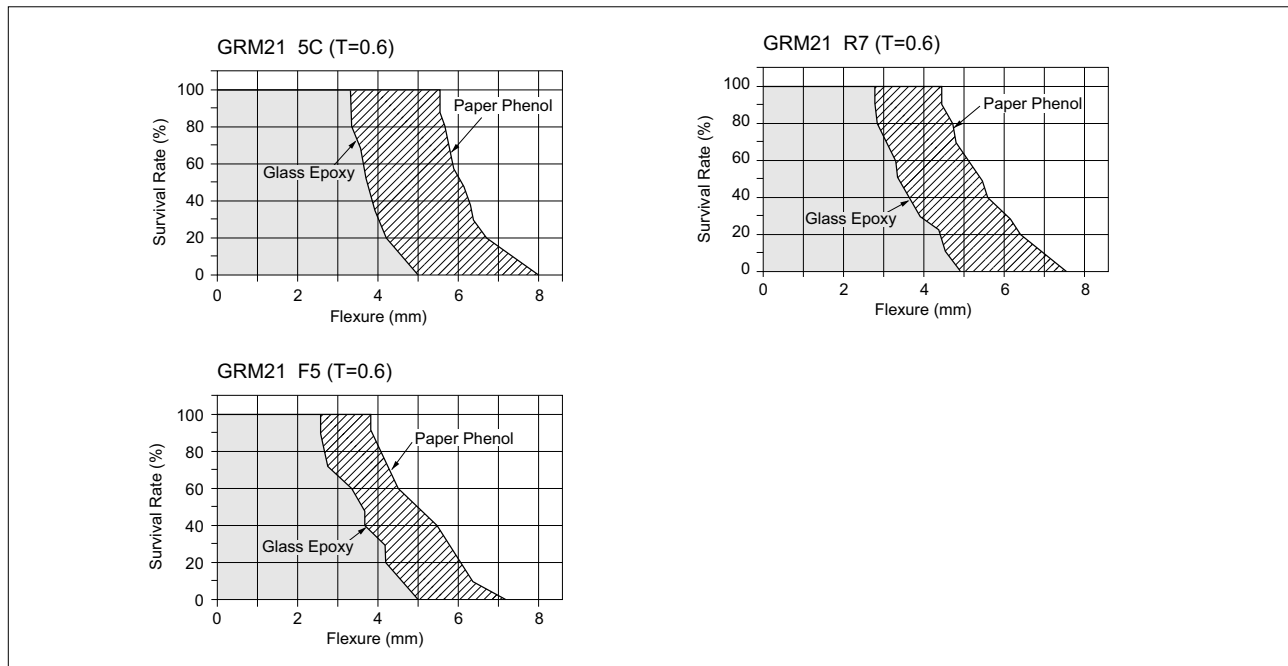 GRM21 5C (T=0.6)
100
80
60
40
20
0
Survival Rate (%)
Paper Phenol
Glass Epoxy
0 2 4 6 8
Flexure (mm)
GRM21 R7 (T=0.6)
100
80
60
40
20
0
Survival Rate (%)
Paper Phenol
Glass Epoxy
0 2 4 6 8
Flexure (mm)
GRM21 F5 (T=0.6)
100
80
60
40
20
0
Survival Rate (%)
Paper Phenol
Glass Epoxy
0 2 4 6 8
Flexure (mm)